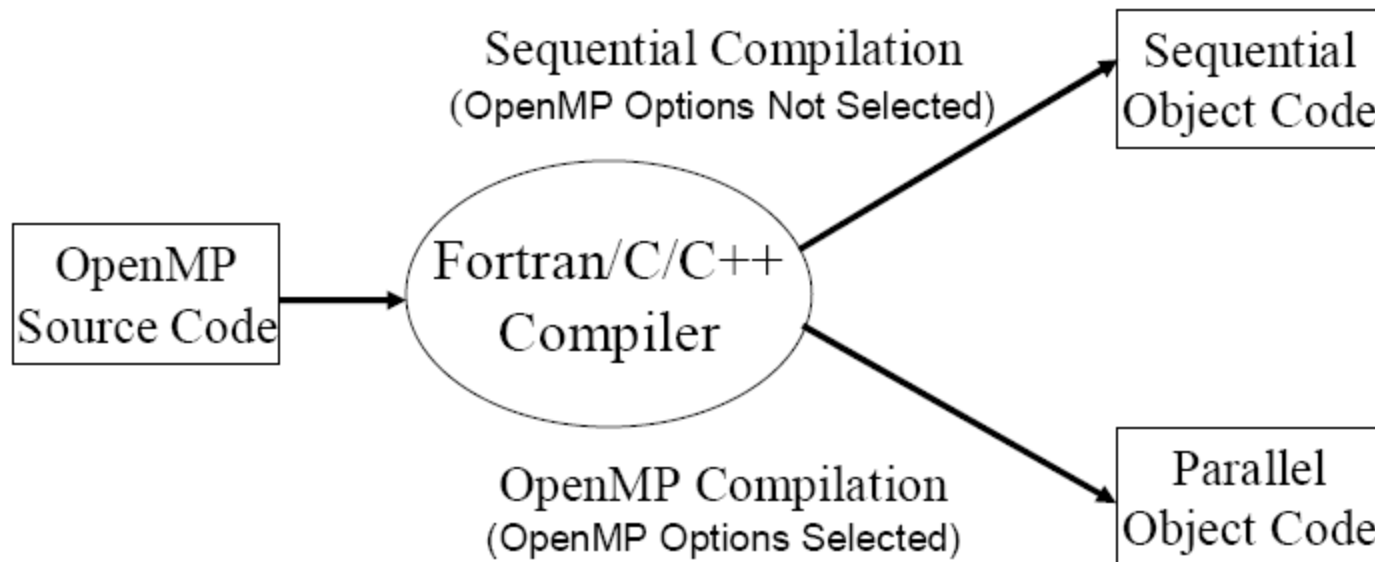 Sequential Compilation
(OpenMP Options Not Selected)
Sequential
Object Code
OpenMP
Source Code
Fortran/C/C++
Compiler
OpenMP Compilation
(OpenMP Options Selected)
Parallel
Object Code